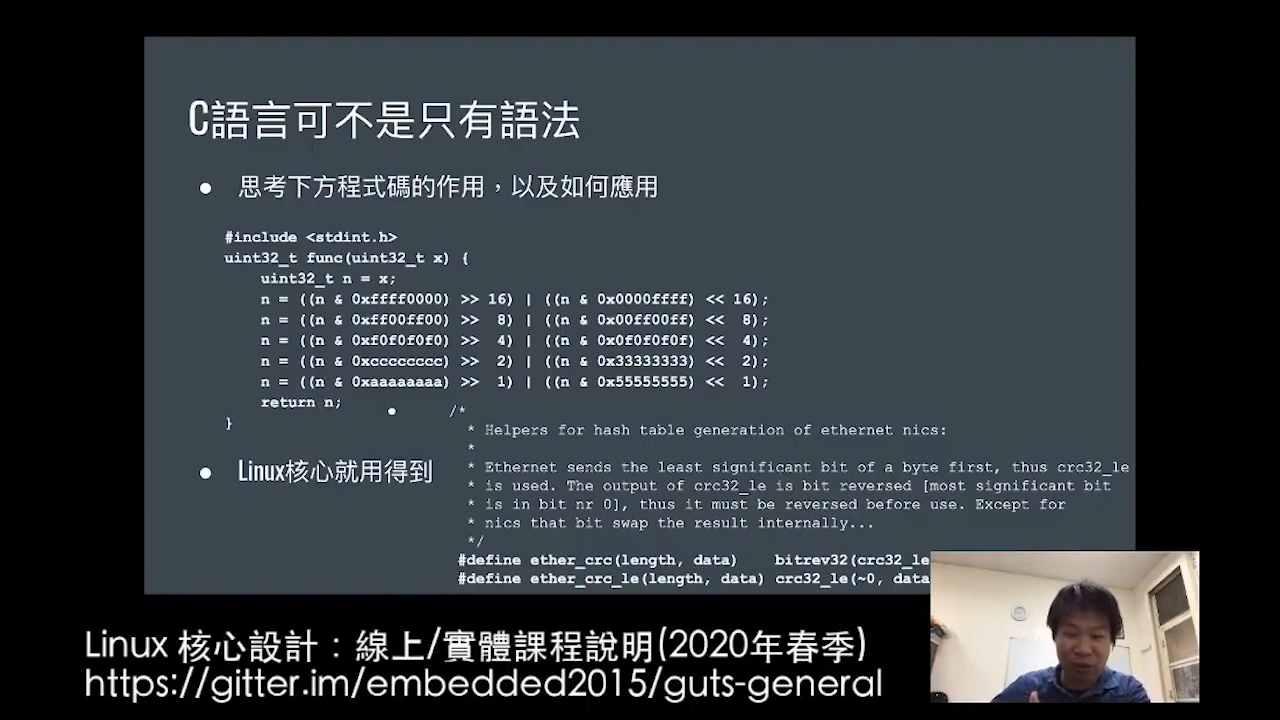 C語言可不是只有語法
● 思考下方程式碼的作用，以及如何應用
#include <stdint.h>
uint32_t func(uint32_t x) {
    uint32_t n = x;
    n = ((n & 0xffff0000) >> 16) | ((n & 0x0000ffff) << 16);
    n = ((n & 0xff00ff00) >>  8) | ((n & 0x00ff00ff) <<  8);
    n = ((n & 0xf0f0f0f0) >>  4) | ((n & 0x0f0f0f0f) <<  4);
    n = ((n & 0xcccccccc) >>  2) | ((n & 0x33333333) <<  2);
    n = ((n & 0xaaaaaaaa) >>  1) | ((n & 0x55555555) <<  1);
    return n;
}
● Linux核心就用得到
/*
 * Helpers for hash table generation of ethernet nics:
 *
 * Ethernet sends the least significant bit of a byte first, thus crc32_le
 * is used. The output of crc32_le is bit reversed [most significant bit
 * is in bit nr 0], thus it must be reversed before use. Except for
 * nics that bit swap the result internally...
 */
#define ether_crc(length, data)    bitrev32(crc32_le
#define ether_crc_le(length, data) crc32_le(~0, data
Linux 核心設計：線上/實體課程說明(2020年春季)
https://gitter.im/embedded2015/guts-general